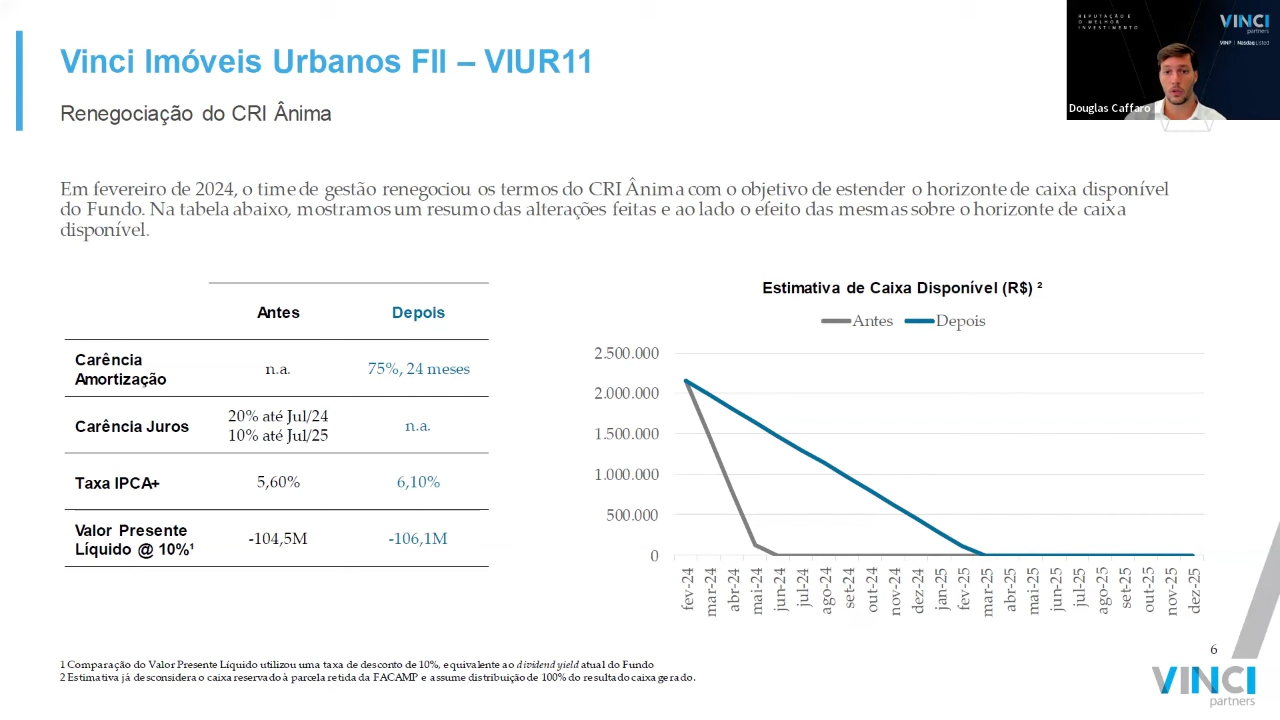 Vinci Imóveis Urbanos FII – VIUR11
Renegociação do CRI Ânima
REPUTAÇÃO É
O MELHOR
INVESTIMENTO
VINCI
partners
VINP | Nasdaq Listed
Douglas Caffaro
Em fevereiro de 2024, o time de gestão renegociou os termos do CRI Ânima com o objetivo de estender o horizonte de caixa disponível
do Fundo. Na tabela abaixo, mostramos um resumo das alterações feitas e ao lado o efeito das mesmas sobre o horizonte de caixa
disponível.
Antes Depois
Carência
Amortização
n.a. 75%, 24 meses
Carência Juros
20% até Jul/24
10% até Jul/25
n.a.
Taxa IPCA+ 5,60% 6,10%
Valor Presente
Líquido @ 10%¹
-104,5M -106,1M
Estimativa de Caixa Disponível (R$) ²
Antes Depois
2.500.000
2.000.000
1.500.000
1.000.000
500.000
0
fev-24 mar-24 abr-24 mai-24 jun-24 jul-24 ago-24 set-24 out-24 nov-24 dez-24 jan-25 fev-25 mar-25 abr-25 mai-25 jun-25 jul-25 ago-25 set-25 out-25 nov-25 dez-25
1 Comparação do Valor Presente Líquido utilizou uma taxa de desconto de 10%, equivalente ao dividend yield atual do Fundo
2 Estimativa já desconsidera o caixa reservado à parcela retida da FACAMP e assume distribuição de 100% do resultado caixa gerado.
6
VINCI
partners